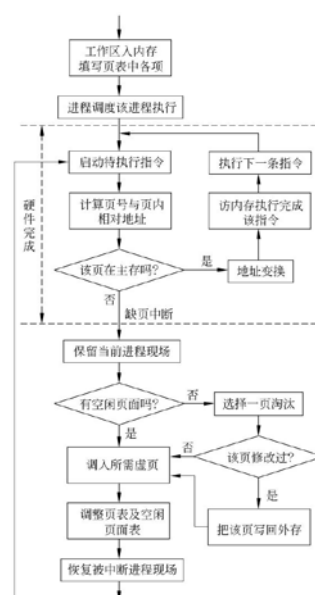 工作区入内存
填写页表中各项
进程调度该进程执行
硬件完成
启动待执行指令
执行下一条指令
计算页号与页内
相对地址
访内存执行完成
该指令
该页在主存吗?
是
地址变换
否
缺页中断
保留当前进程现场
有空闲页面吗?
否
选择一页淘汰
是
调入所需虚页
否
该页修改过?
是
调整页表及空闲
页面表
把该页写回外存
恢复被中断进程现场